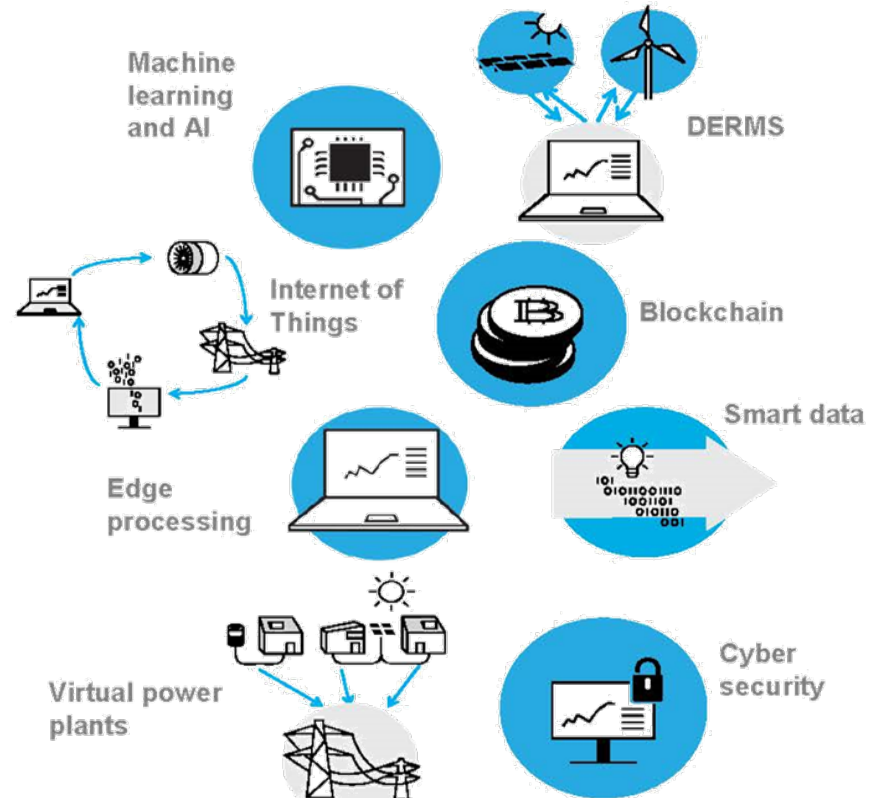 Machine
learning
and AI
DERMS
Internet of
Things
Blockchain
Smart data
Edge
processing
Virtual power
plants
Cyber
security